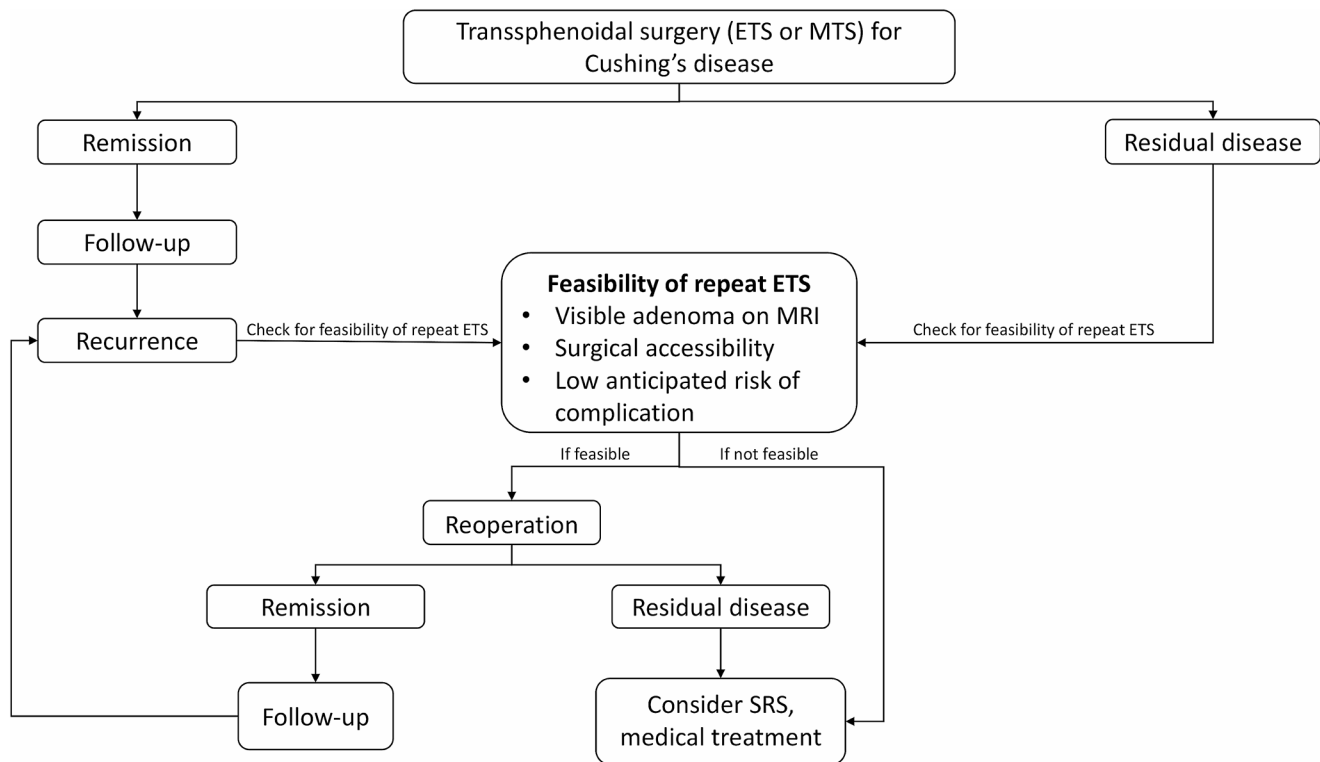 Transsphenoidal surgery (ETS or MTS) for
Cushing’s disease
Remission
Residual disease
Follow-up
Feasibility of repeat ETS
• Visible adenoma on MRI
• Surgical accessibility
• Low anticipated risk of
complication
Recurrence
Check for feasibility of repeat ETS
Check for feasibility of repeat ETS
If feasible
If not feasible
Reoperation
Remission
Residual disease
Follow-up
Consider SRS,
medical treatment